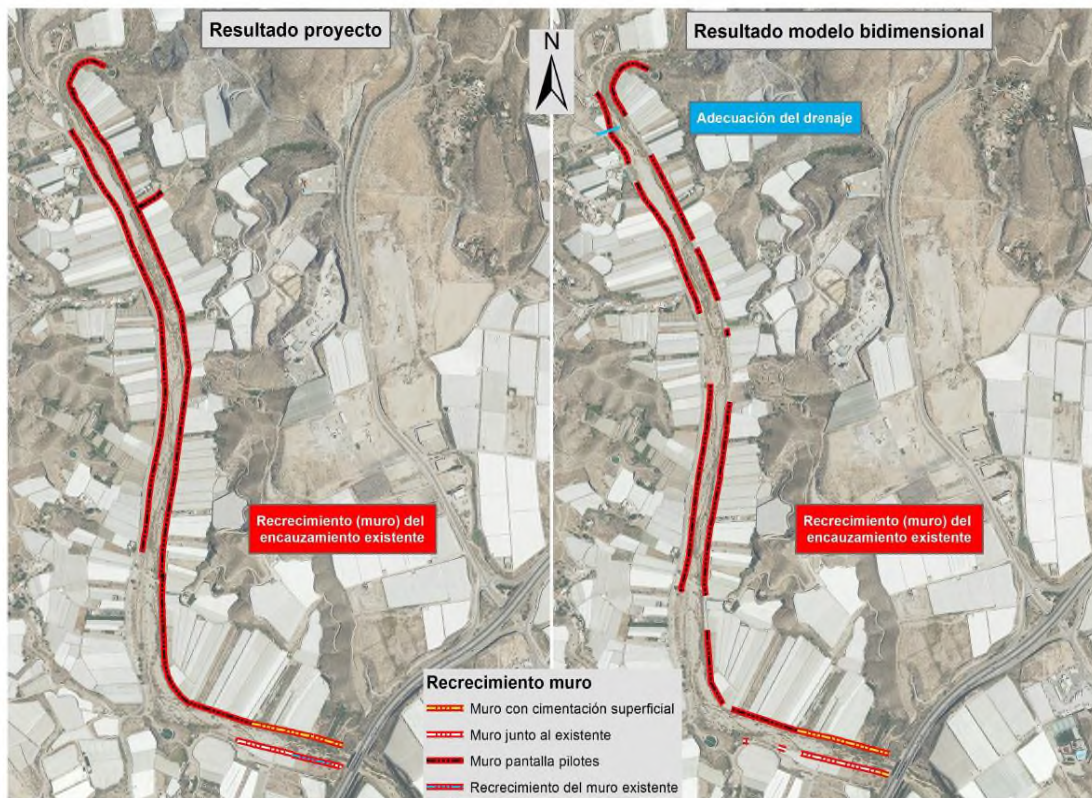 Resultado proyecto
N
Resultado modelo bidimensional
Adecuación del drenaje
Recrecimiento (muro) del
encauzamiento existente
Recrecimiento (muro) del
encauzamiento existente
Recrecimiento muro
Muro con cimentación superficial
Muro junto al existente
Muro pantalla pilotes
Recrecimiento del muro existente